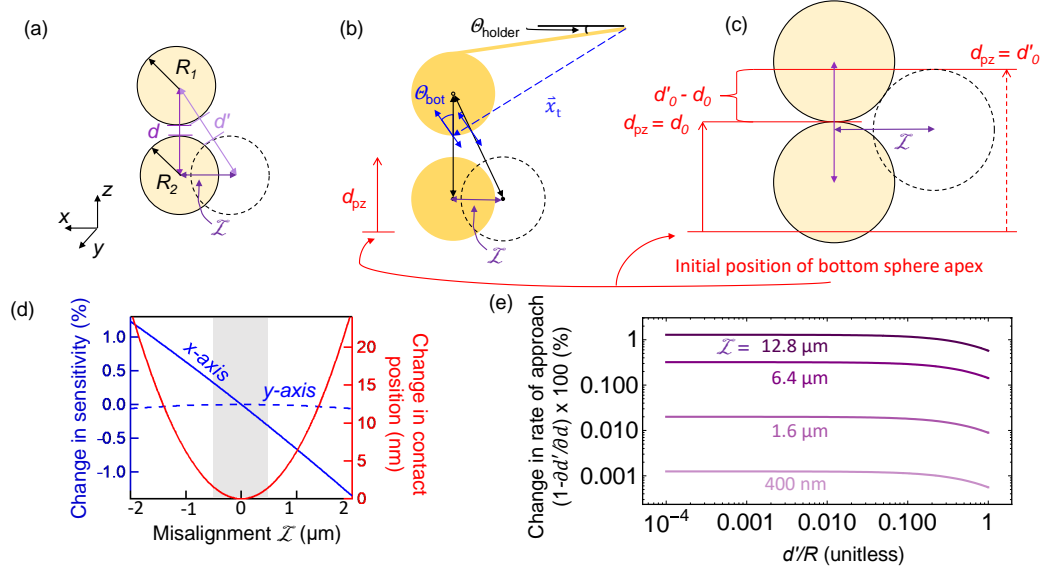 (a)
R1
d'
d
R2
ℒ
z
x
y
(b)
Θholder
Θbot
x⃗t
dpz
ℒ
(c)
dpz = d'0
d'0 - d0
dpz = d0
ℒ
Initial position of bottom sphere apex
(d)
Change in sensitivity (%)
1.0
0.5
0.0
-0.5
-1.0
x-axis
y-axis
20
15
10
5
0
Change in contact
position (nm)
-2
-1
0
1
2
Misalignment ℒ (μm)
(e)
Change in rate of approach
(1-∂d'/∂d) x 100 (%)
1
0.100
0.010
0.001
ℒ = 12.8 μm
6.4 μm
1.6 μm
400 nm
10⁻⁴
0.001
0.010
0.100
1
d'/R (unitless)